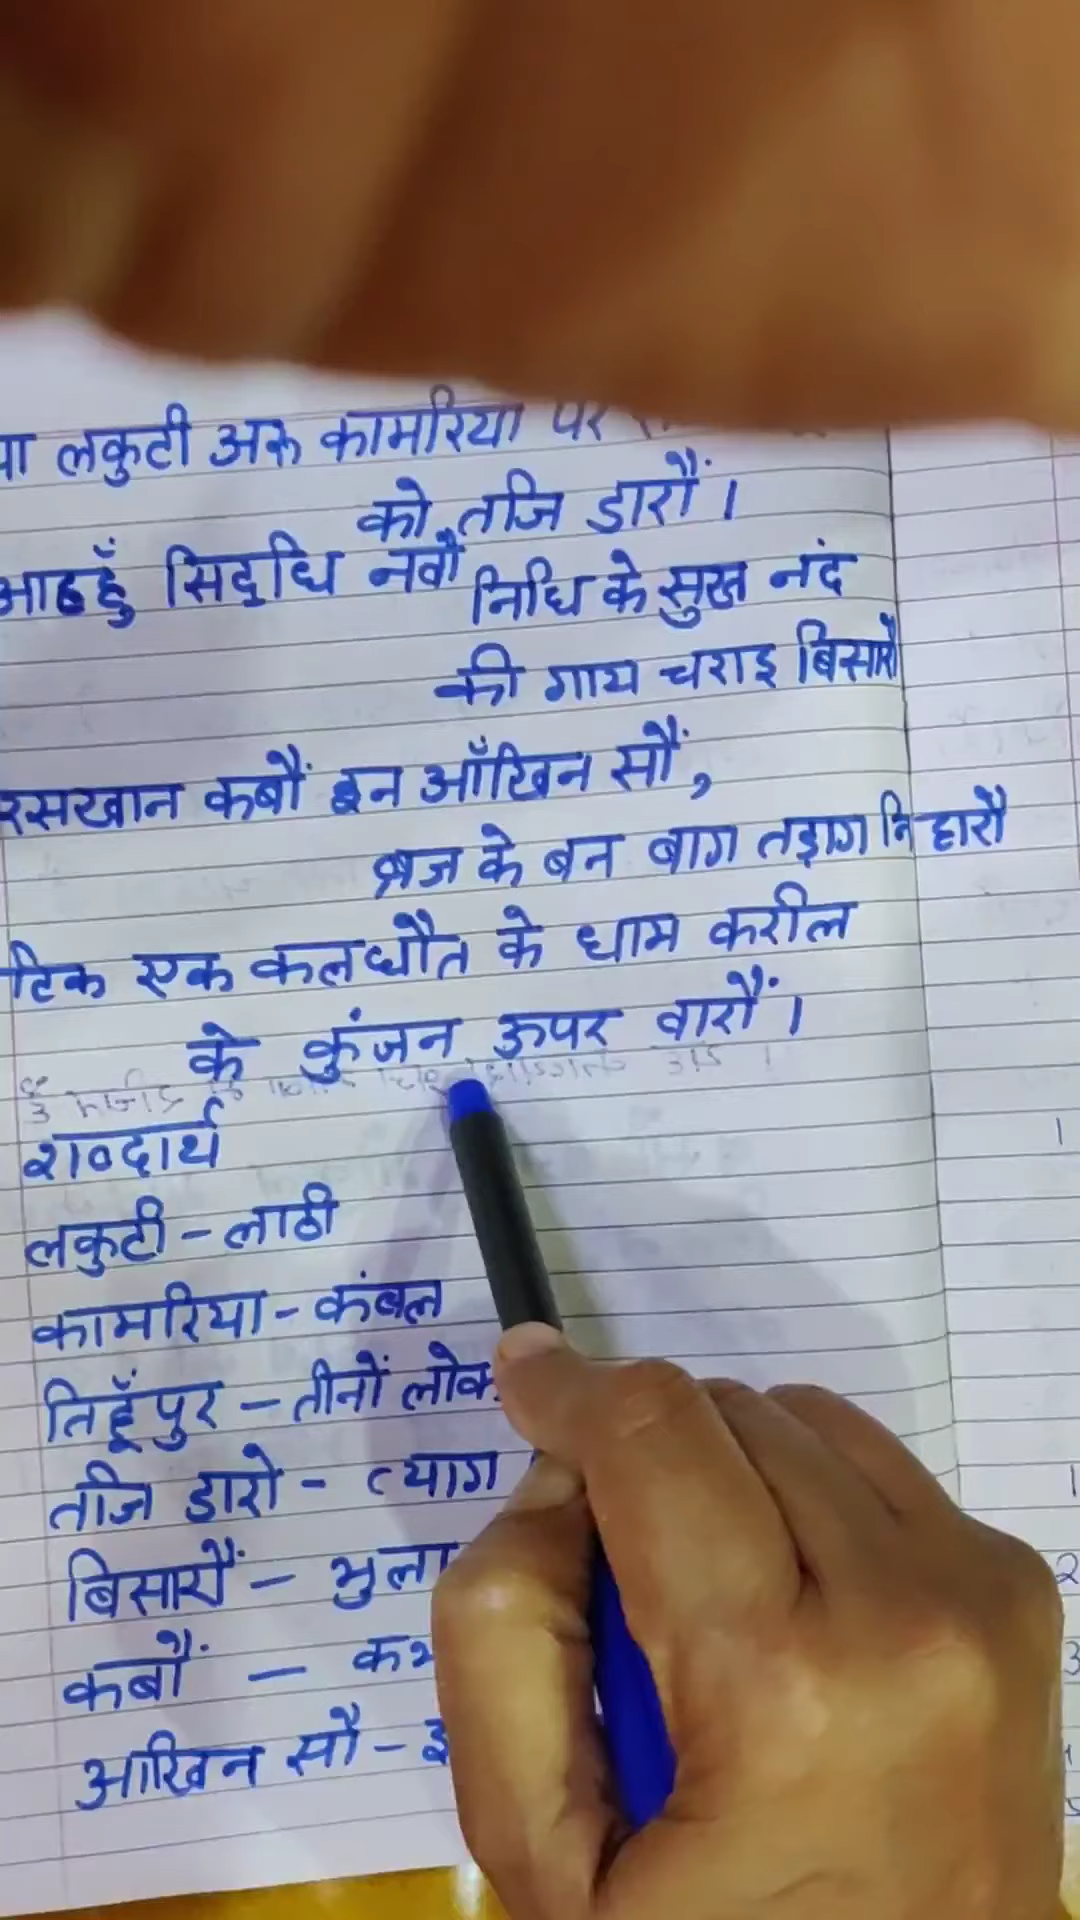 या लकुटी अरु कामरिया पर
को तजि डारौं।
आठहुँ सिद्धि नवौं निधि के सुख नंद
की गाय चराइ बिसारौं
रसखान कबौं इन आँखिन सौं,
ब्रज के बन बाग तड़ाग निहारौं
टिक एक कलधौत के धाम करील
के कुंजन ऊपर वारौं।
शब्दार्थ
लकुटी - लाठी
कामरिया - कंबल
तिहूँपुर - तीनों लोक
तजि डारो - त्याग
बिसारौं - भुला
कबौं -
आखिन सौ -